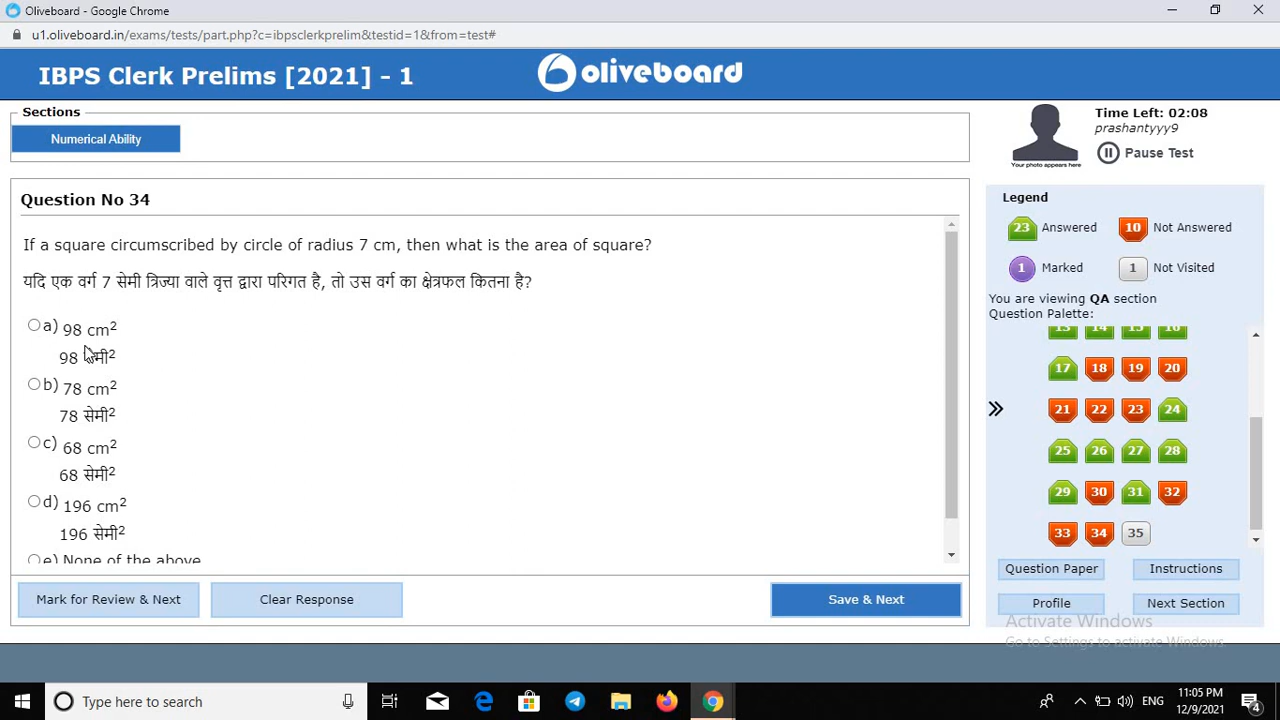 Oliveboard - Google Chrome
u1.oliveboard.in/exams/tests/part.php?c=ibpsclerkprelim&testid=1&from=test#
IBPS Clerk Prelims [2021] - 1
oliveboard
Sections
Numerical Ability
Time Left: 02:08
prashantyyy9
Pause Test
Your photo appears here
Question No 34
If a square circumscribed by circle of radius 7 cm, then what is the area of square?
यदि एक वर्ग 7 सेमी त्रिज्या वाले वृत्त द्वारा परिगत है, तो उस वर्ग का क्षेत्रफल कितना है?
a) 98 cm²
98 सेमी²
b) 78 cm²
78 सेमी²
c) 68 cm²
68 सेमी²
d) 196 cm²
196 सेमी²
e) None of the above
Mark for Review & Next
Clear Response
Save & Next
Legend
23 Answered
10 Not Answered
1 Marked
1 Not Visited
You are viewing QA section
Question Palette:
13 14 15 16
17 18 19 20
21 22 23 24
25 26 27 28
29 30 31 32
33 34 35
Question Paper
Instructions
Profile
Next Section
Activate Windows
Go to Settings to activate Windows.
Type here to search
ENG
11:05 PM
12/9/2021
4